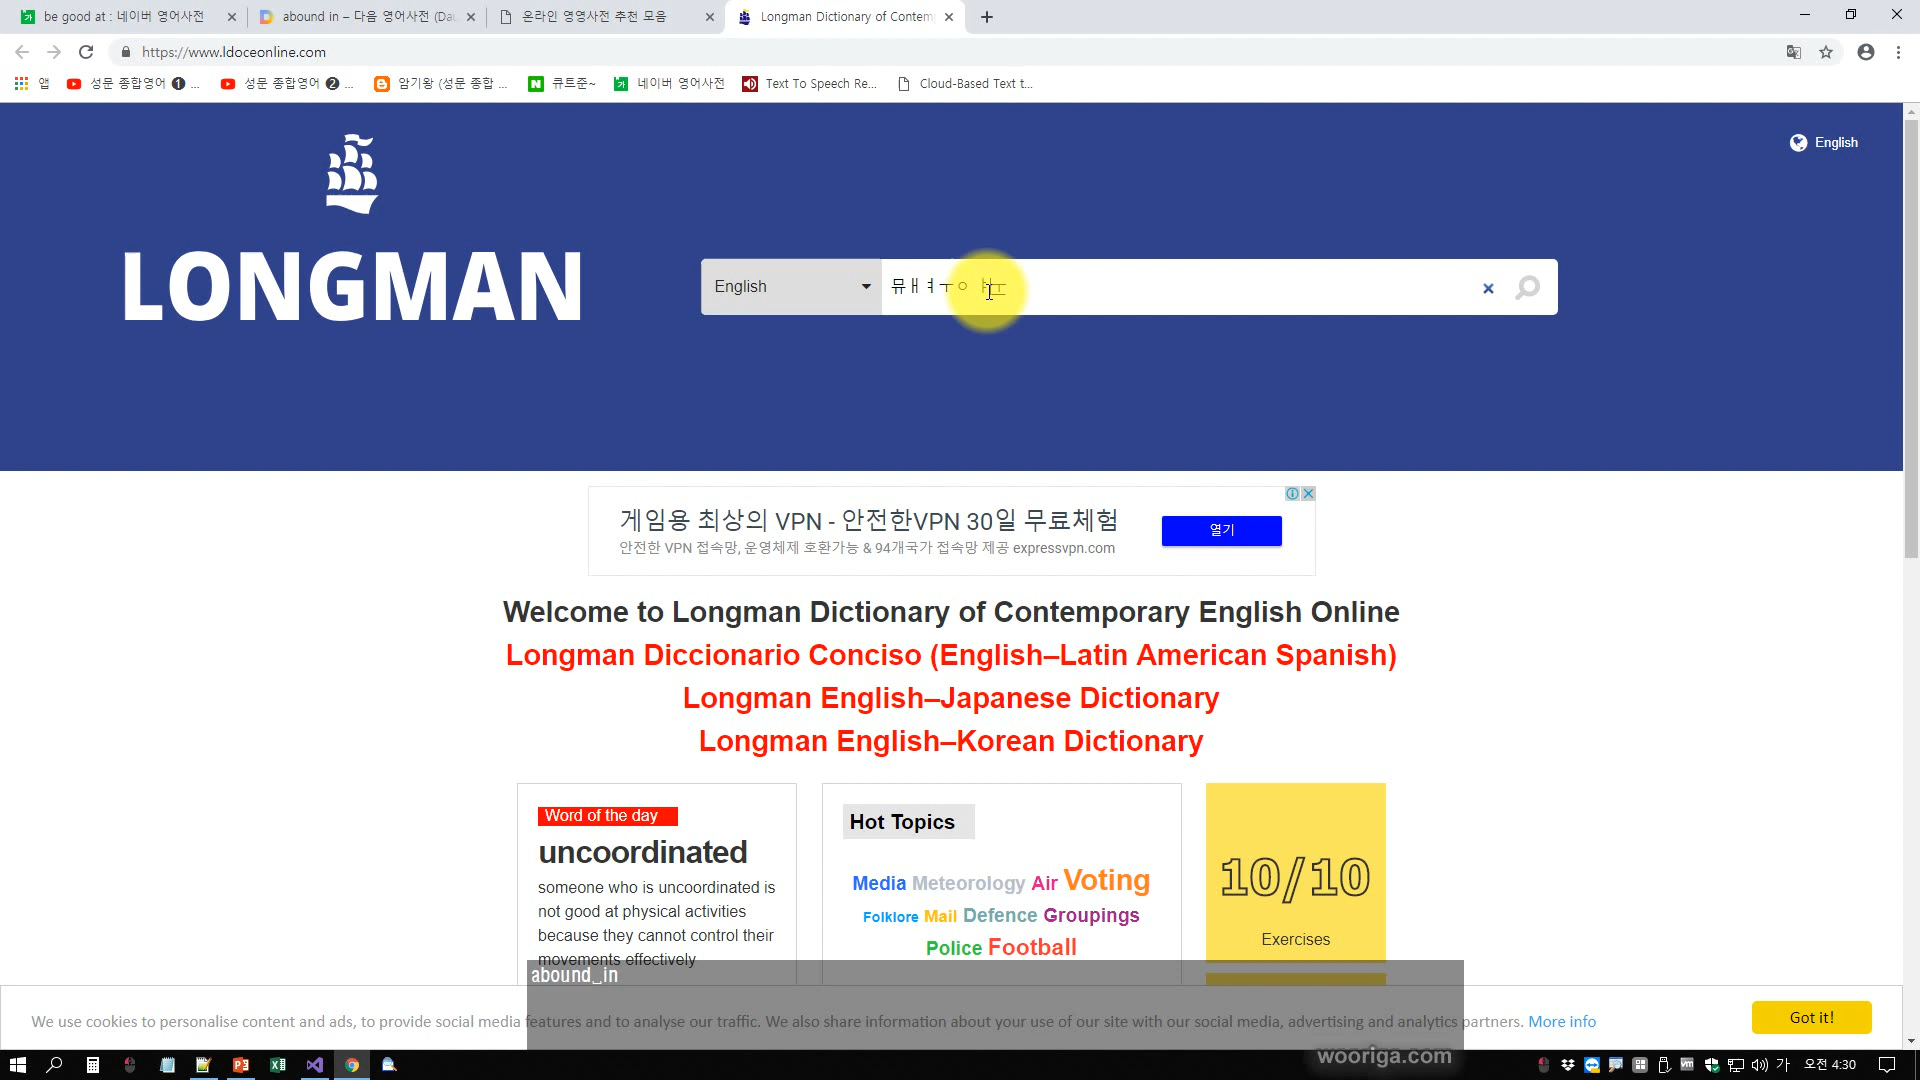 be good at : 네이버 영어사전
abound in – 다음 영어사전 (Dau
온라인 영영사전 추천 모음
Longman Dictionary of Contem
https://www.ldoceonline.com
앱
성문 종합영어 ❶ ...
성문 종합영어 ❷ ...
암기왕 (성문 종합 ...
큐트준~
네이버 영어사전
Text To Speech Re...
Cloud-Based Text t...
English
LONGMAN
English
뮤ㅐㅕㅜㅇ ㅑㅜ
게임용 최상의 VPN - 안전한VPN 30일 무료체험
안전한 VPN 접속망, 운영체제 호환가능 & 94개국가 접속망 제공 expressvpn.com
열기
Welcome to Longman Dictionary of Contemporary English Online
Longman Diccionario Conciso (English–Latin American Spanish)
Longman English–Japanese Dictionary
Longman English–Korean Dictionary
Word of the day
uncoordinated
someone who is uncoordinated is
not good at physical activities
because they cannot control their
movements effectively
Hot Topics
Media Meteorology Air Voting
Folklore Mail Defence Groupings
Police Football
10/10
Exercises
abound_in
We use cookies to personalise content and ads, to provide social media features and to analyse our traffic. We also share information about your use of our site with our social media, advertising and analytics partners. More info
Got it!
wooriga.com
가
오전 4:30